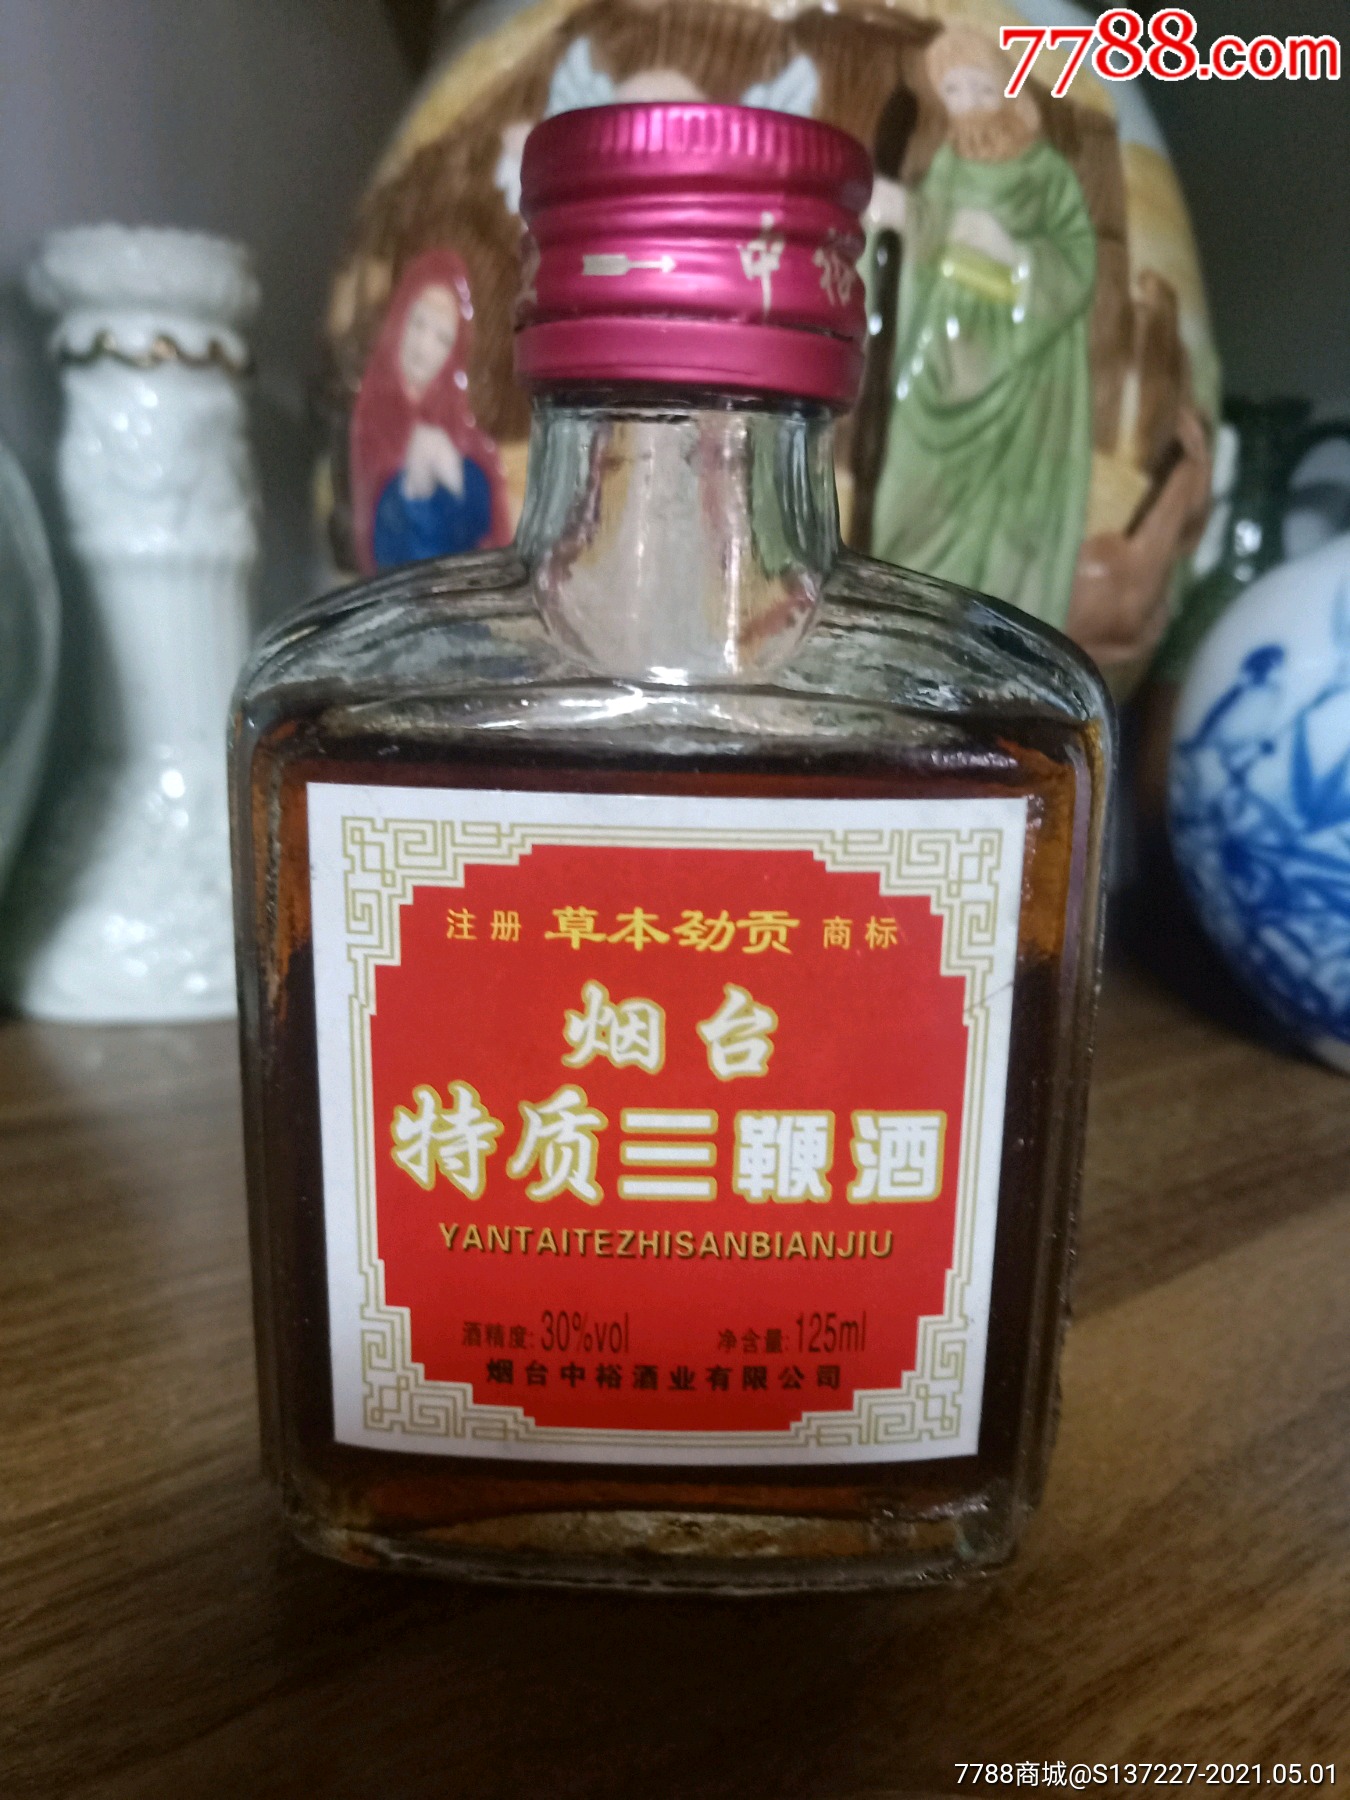 7788.com
中裕
注册 草本劲贡 商标
烟台
特质三鞭酒
YANTAITEZHISANBIANJIU
酒精度:30%vol 净含量:125ml
烟台中裕酒业有限公司
7788商城@S137227-2021.05.01